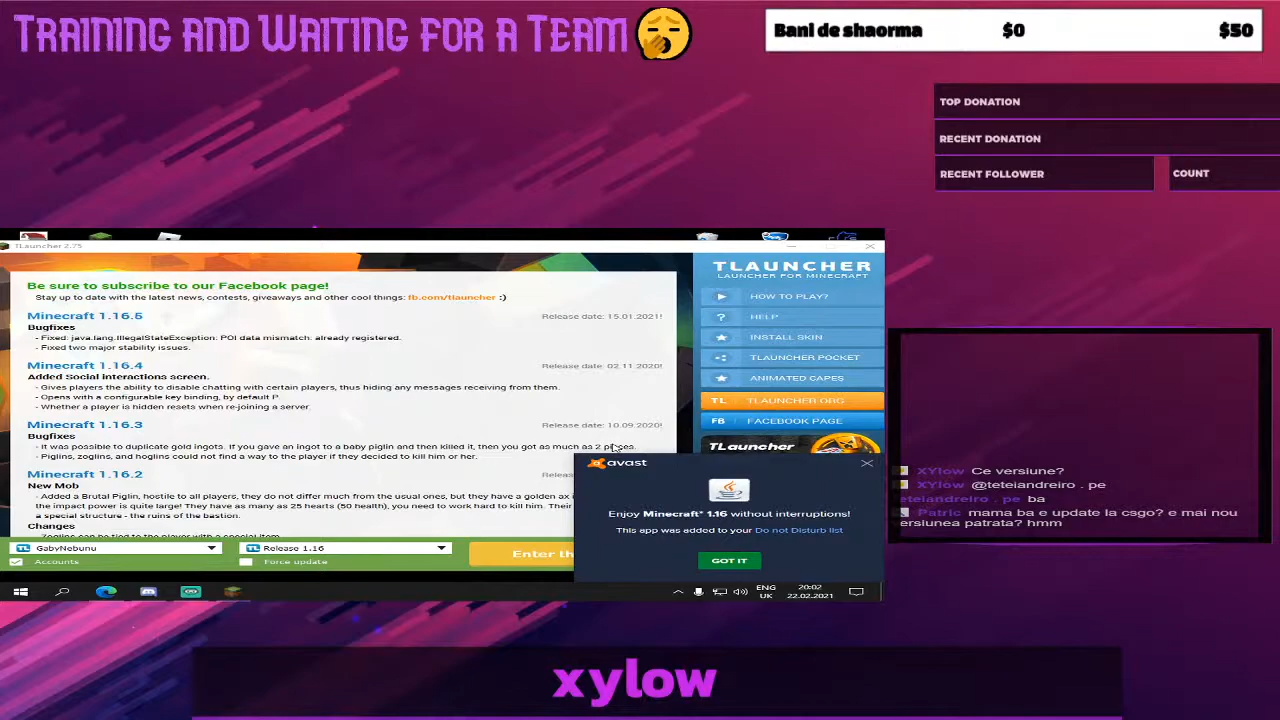 Training and Waiting for a Team
Bani de shaorma $0 $50
TOP DONATION
RECENT DONATION
RECENT FOLLOWER
COUNT
TLauncher 2.75
Be sure to subscribe to our Facebook page!
Stay up to date with the latest news, contests, giveaways and other cool things: fb.com/tlauncher :)
Minecraft 1.16.5 Release date: 15.01.2021!
Bugfixes
- Fixed: java.lang.IllegalStateException: POI data mismatch: already registered.
- Fixed two major stability issues.
Minecraft 1.16.4 Release date: 02.11.2020!
Added Social interactions screen.
- Gives players the ability to disable chatting with certain players, thus hiding any messages receiving from them.
- Opens with a configurable key binding, by default P.
- Whether a player is hidden resets when re-joining a server.
Minecraft 1.16.3 Release date: 10.09.2020!
Bugfixes
- It was possible to duplicate gold ingots. If you gave an ingot to a baby piglin and then killed it, then you got as much as 2 pieces.
- Piglins, zoglins, and hoglins could not find a way to the player if they decided to kill him or her.
Minecraft 1.16.2 Relea
New Mob
- Added a Brutal Piglin, hostile to all players, they do not differ much from the usual ones, but they have a golden ax i
the impact power is quite large! They have as many as 25 hearts (50 health), you need to work hard to kill him. Their
a special structure - the ruins of the bastion.
Changes
GabyNebunu
Release 1.16
Enter th
Accounts
Force update
TLAUNCHER
LAUNCHER FOR MINECRAFT
HOW TO PLAY?
? HELP
INSTALL SKIN
TLAUNCHER POCKET
ANIMATED CAPES
TL TLAUNCHER.ORG
FB FACEBOOK PAGE
TLauncher
avast
Enjoy Minecraft* 1.16 without interruptions!
This app was added to your Do not Disturb list
GOT IT
ENG
UK
20:02
22.02.2021
XYlow Ce versiune?
XYlow @teteiandreiro . pe
teteiandreiro . pe ba
Patric mama ba e update la csgo? e mai nou
ersiunea patrata? hmm
xylow